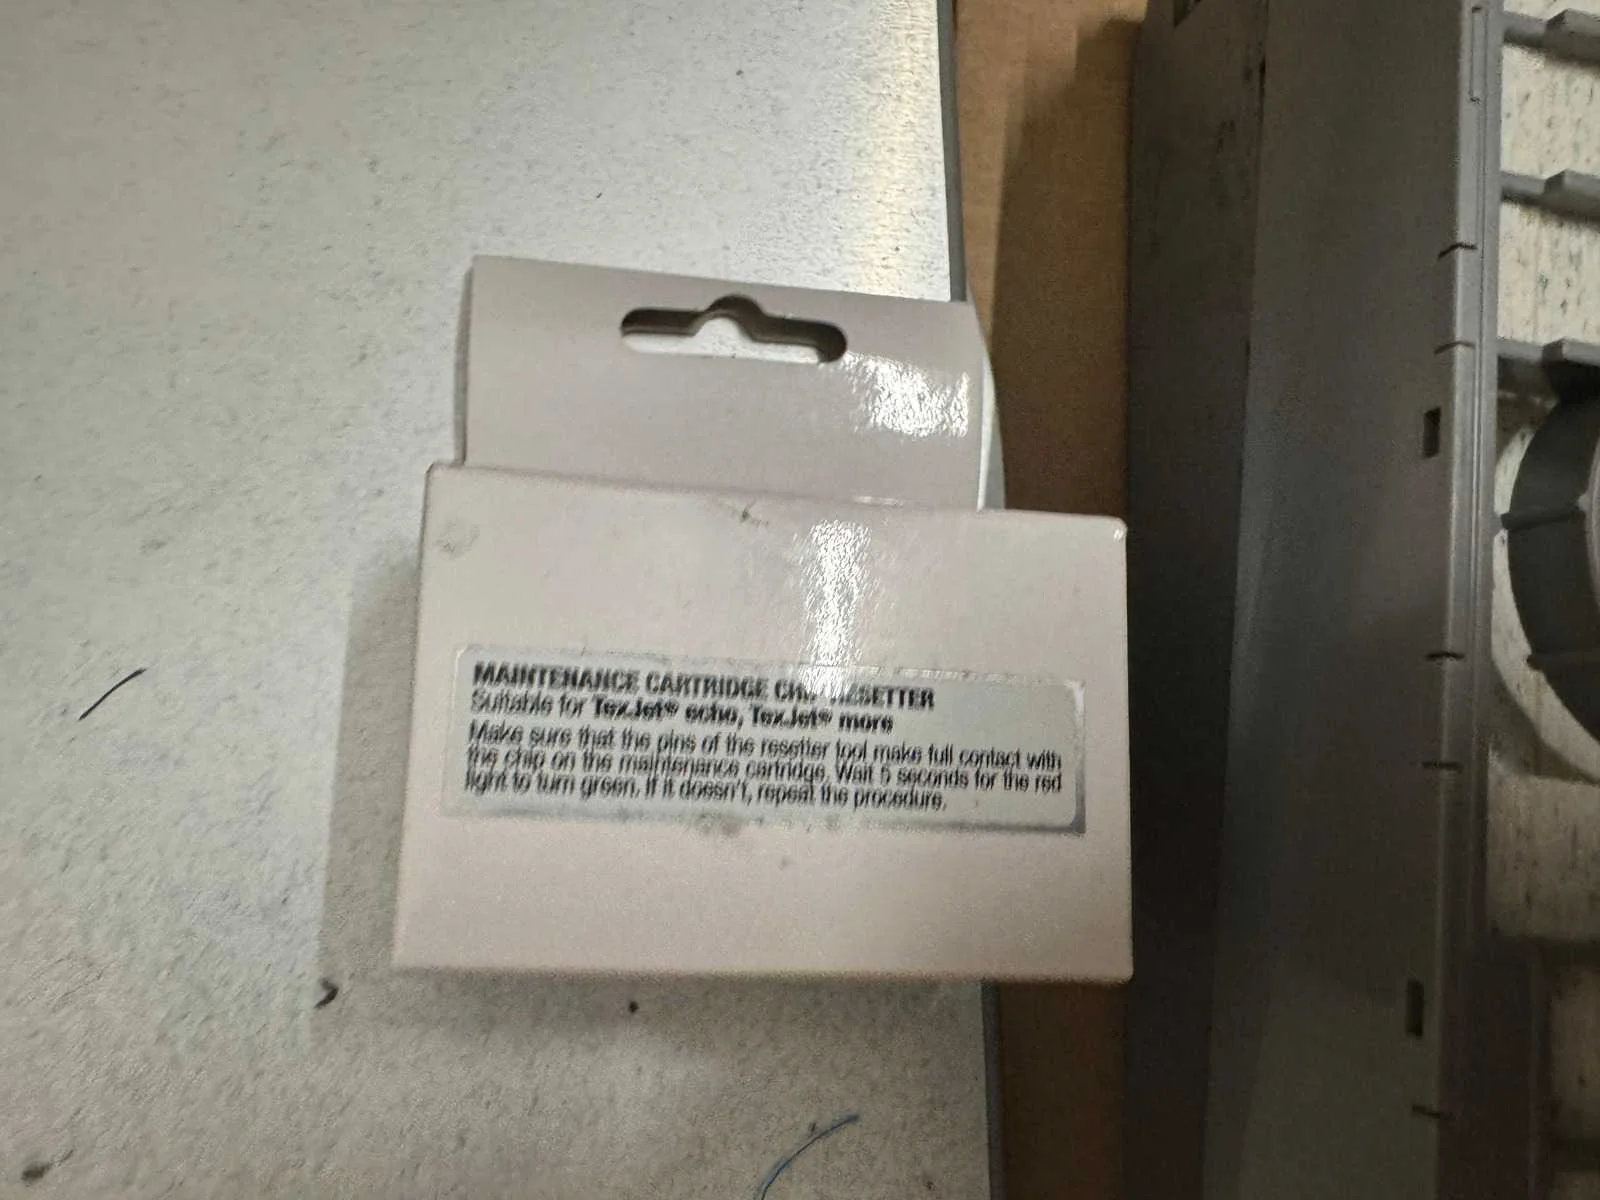 MAINTENANCE CARTRIDGE CHIP RESETTER
Suitable for TexJet® echo, TexJet® more
Make sure that the pins of the resetter tool make full contact with
the chip on the maintenance cartridge. Wait 5 seconds for the red
light to turn green. If it doesn't, repeat the procedure.